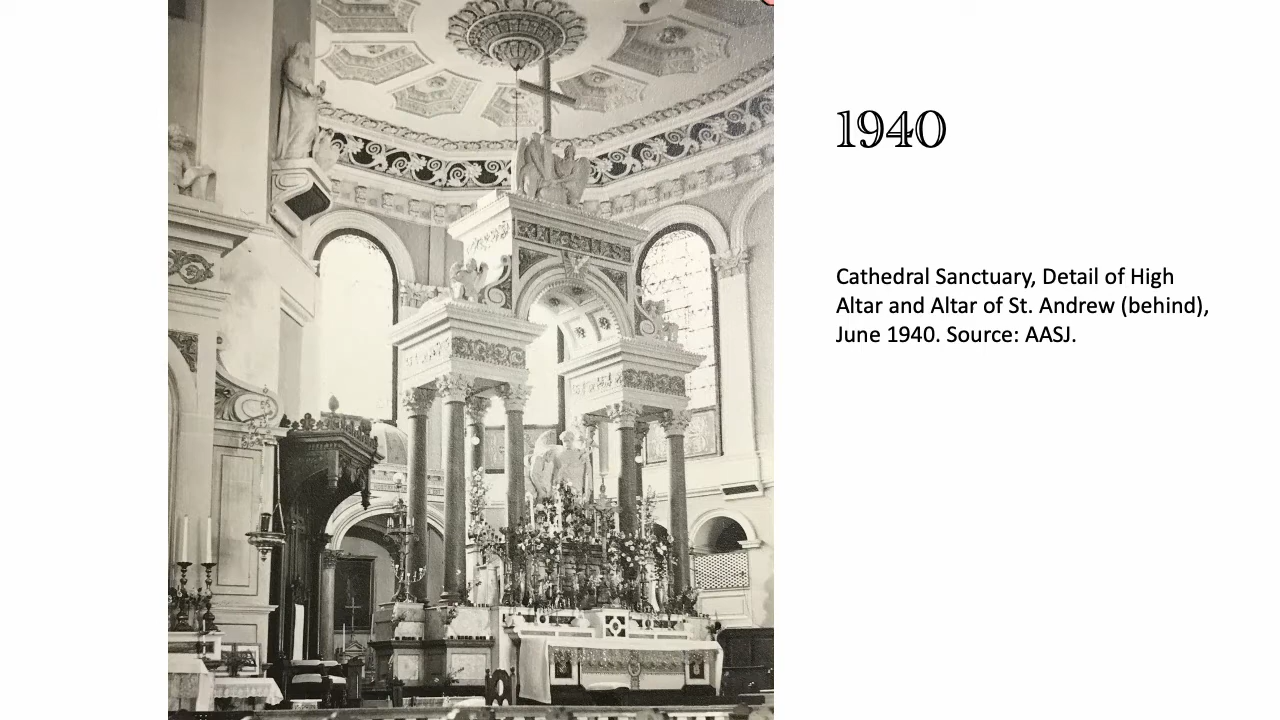 1940
Cathedral Sanctuary, Detail of High
Altar and Altar of St. Andrew (behind),
June 1940. Source: AASJ.